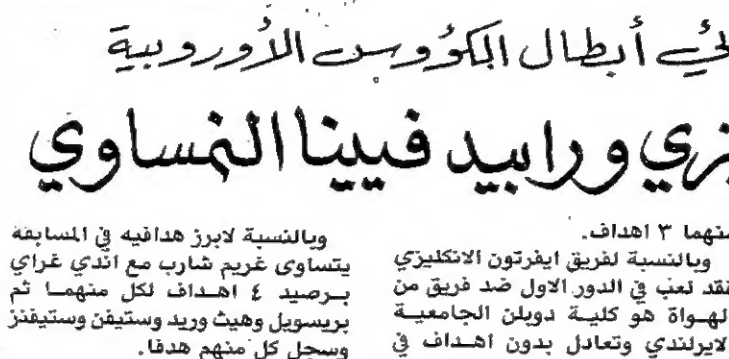 أبطال الكؤوس الأوروبية
ورابيد فيينا النمساوي
منهما ٣ اهداف.
وبالنسبة لفريق ايفرتون الانكليزي
فقد لعب في الدور الاول ضد فريق من
الهواة هو كلية دوبلن الجامعية
الايرلندي وتعادل بدون اهداف في
وبالنسبة لابرز هدافيه في المسابقة
يتساوى غريم شارب مع اندي غراي
برصيد ٤ اهداف لكل منهما ثم
بريسويل وهيث وريد وستيفن وستيفنز
وسجل كل منهم هدفا.